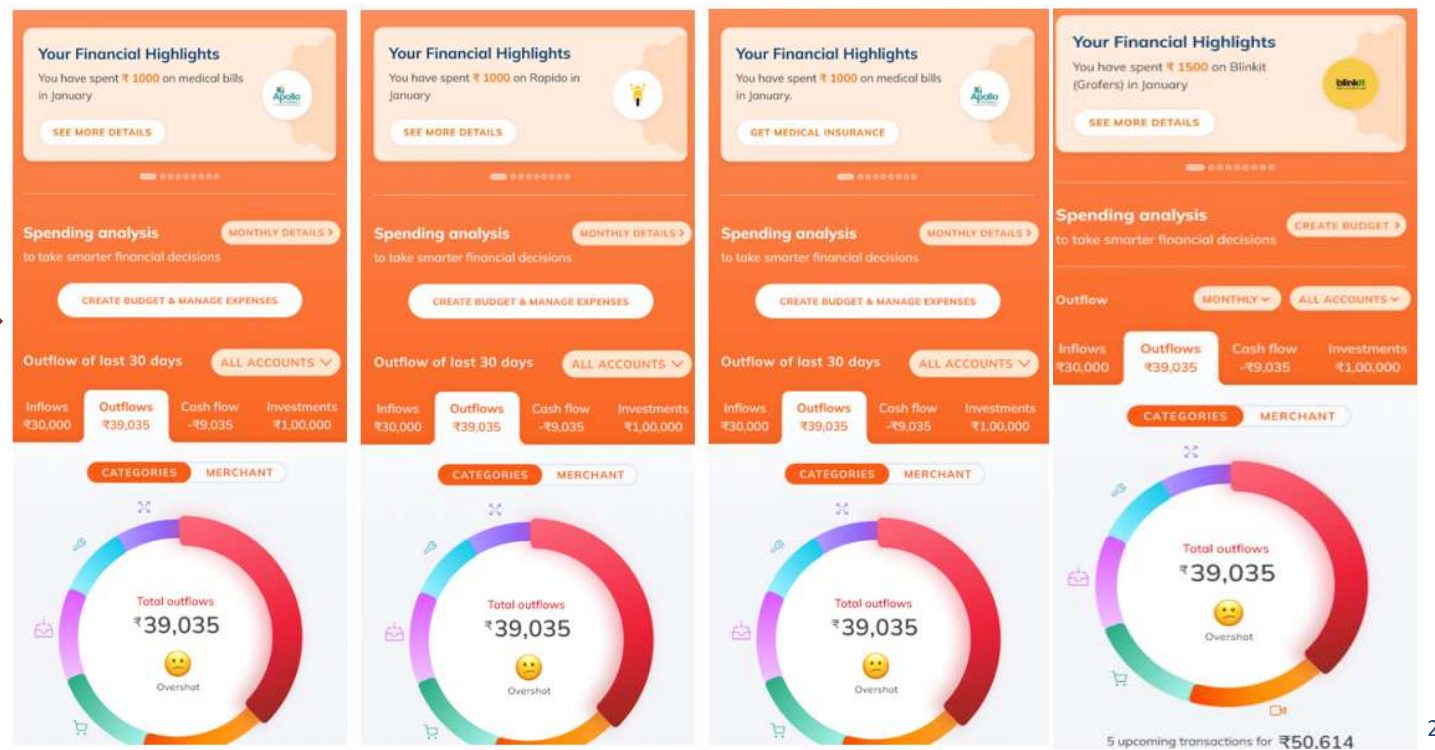 Your Financial Highlights
You have spent ₹ 1000 on medical bills
in January
Apollo
SEE MORE DETAILS
Spending analysis
MONTHLY DETAILS >
to take smarter financial decisions
CREATE BUDGET & MANAGE EXPENSES
Outflow of last 30 days
ALL ACCOUNTS
Inflows
₹30,000
Outflows
₹39,035
Cash flow
-₹9,035
Investments
₹1,00,000
CATEGORIES
MERCHANT
Total outflows
₹39,035
Overshot
Your Financial Highlights
You have spent ₹ 1000 on Rapido in
January
SEE MORE DETAILS
Spending analysis
MONTHLY DETAILS >
to take smarter financial decisions
CREATE BUDGET & MANAGE EXPENSES
Outflow of last 30 days
ALL ACCOUNTS
Inflows
₹30,000
Outflows
₹39,035
Cash flow
-₹9,035
Investments
₹1,00,000
CATEGORIES
MERCHANT
Total outflows
₹39,035
Overshot
Your Financial Highlights
You have spent ₹ 1000 on medical bills
in January.
Apollo
GET MEDICAL INSURANCE
Spending analysis
MONTHLY DETAILS >
to take smarter financial decisions
CREATE BUDGET & MANAGE EXPENSES
Outflow of last 30 days
ALL ACCOUNTS
Inflows
₹30,000
Outflows
₹39,035
Cash flow
-₹9,035
Investments
₹1,00,000
CATEGORIES
MERCHANT
Total outflows
₹39,035
Overshot
Your Financial Highlights
You have spent ₹ 1500 on Blinkit
(Grofers) in January
blinkit
SEE MORE DETAILS
Spending analysis
CREATE BUDGET >
to take smarter financial decisions
Outflow
MONTHLY
ALL ACCOUNTS
Inflows
₹30,000
Outflows
₹39,035
Cash flow
-₹9,035
Investments
₹1,00,000
CATEGORIES
MERCHANT
Total outflows
₹39,035
Overshot
5 upcoming transactions for ₹50,614